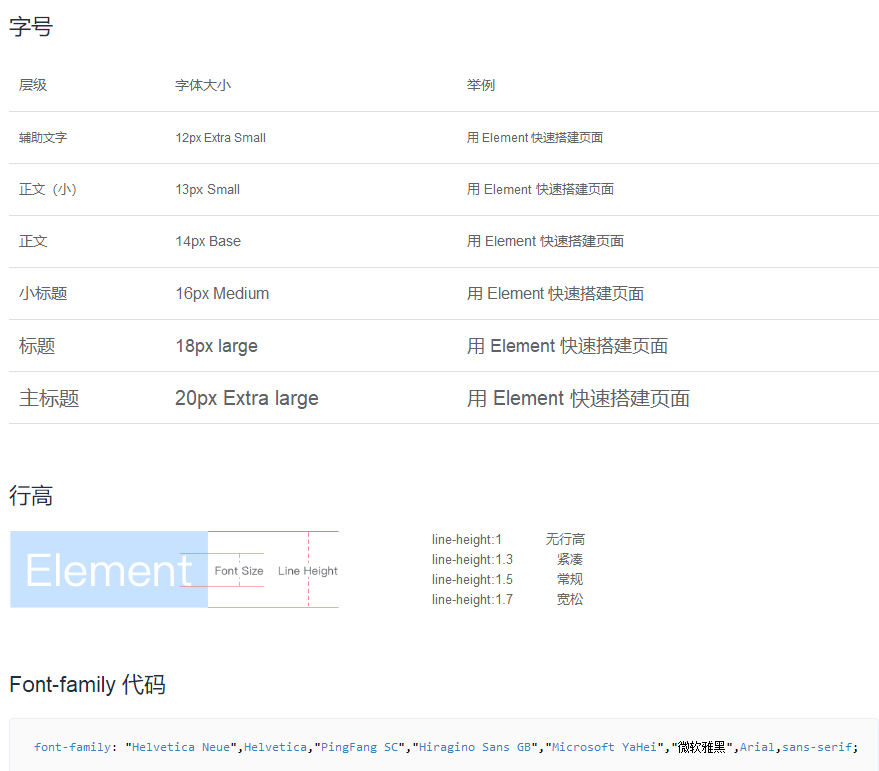 字号
层级 字体大小 举例
辅助文字 12px Extra Small 用 Element 快速搭建页面
正文（小） 13px Small 用 Element 快速搭建页面
正文 14px Base 用 Element 快速搭建页面
小标题 16px Medium 用 Element 快速搭建页面
标题 18px large 用 Element 快速搭建页面
主标题 20px Extra large 用 Element 快速搭建页面
行高
Element Font Size Line Height
line-height:1 无行高
line-height:1.3 紧凑
line-height:1.5 常规
line-height:1.7 宽松
Font-family 代码
font-family: "Helvetica Neue",Helvetica,"PingFang SC","Hiragino Sans GB","Microsoft YaHei","微软雅黑",Arial,sans-serif;